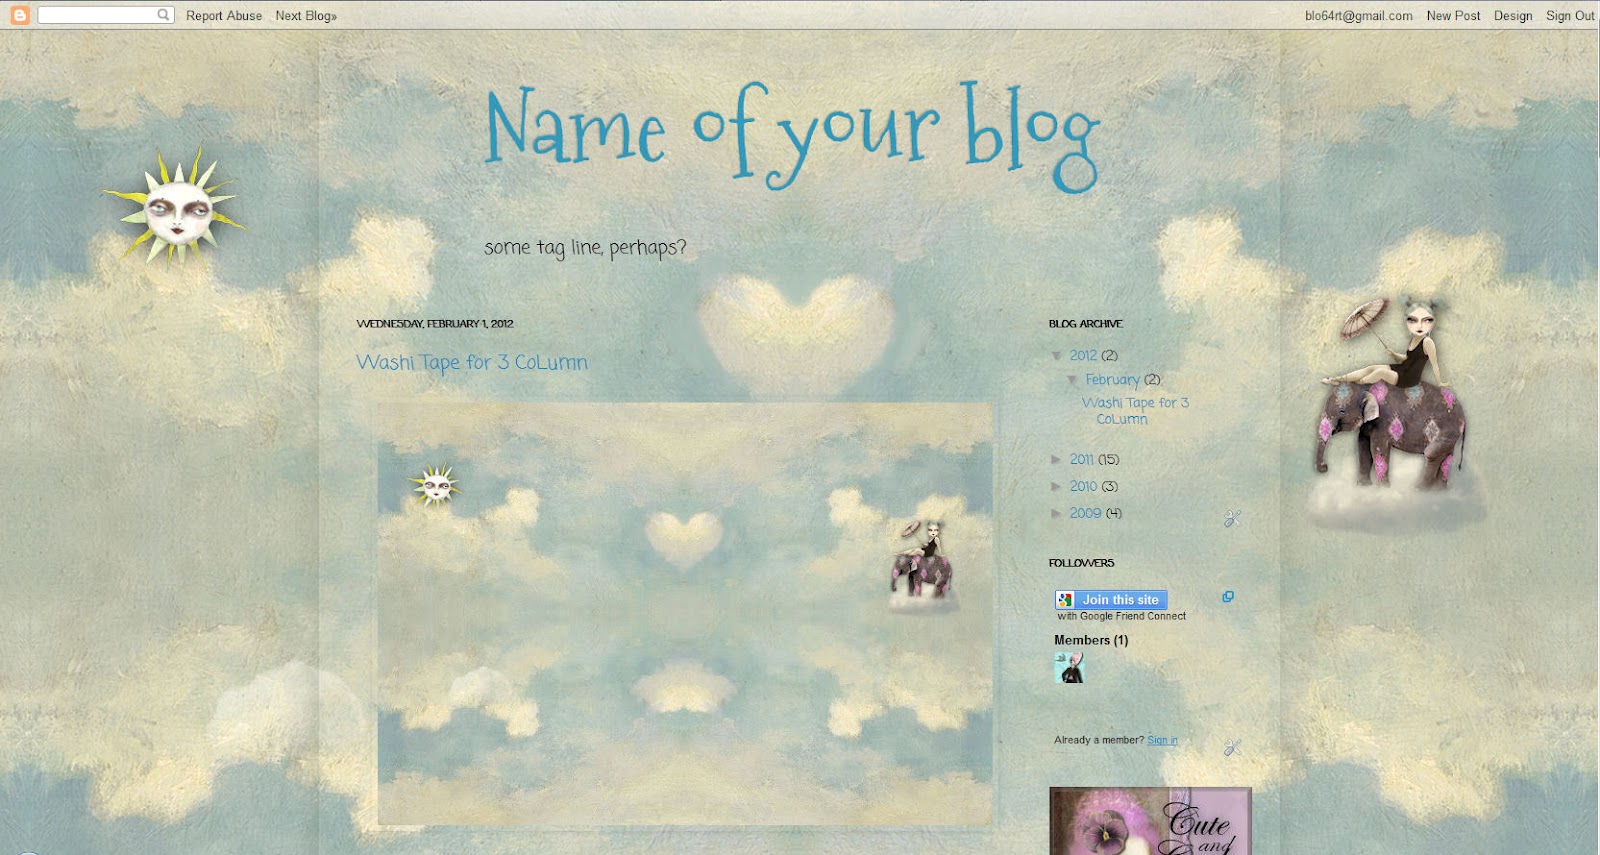 Report Abuse Next Blog»
blo64rt@gmail.com New Post Design Sign Out
Name of your blog
some tag line, perhaps?
WEDNESDAY, FEBRUARY 1, 2012
Washi Tape for 3 CoLumn
BLOG ARCHIVE
▼ 2012 (2)
▼ February (2)
Washi Tape for 3
CoLumn
► 2011 (15)
► 2010 (3)
► 2009 (4)
FOLLOWERS
Join this site
with Google Friend Connect
Members (1)
Already a member? Sign in
Cute
and